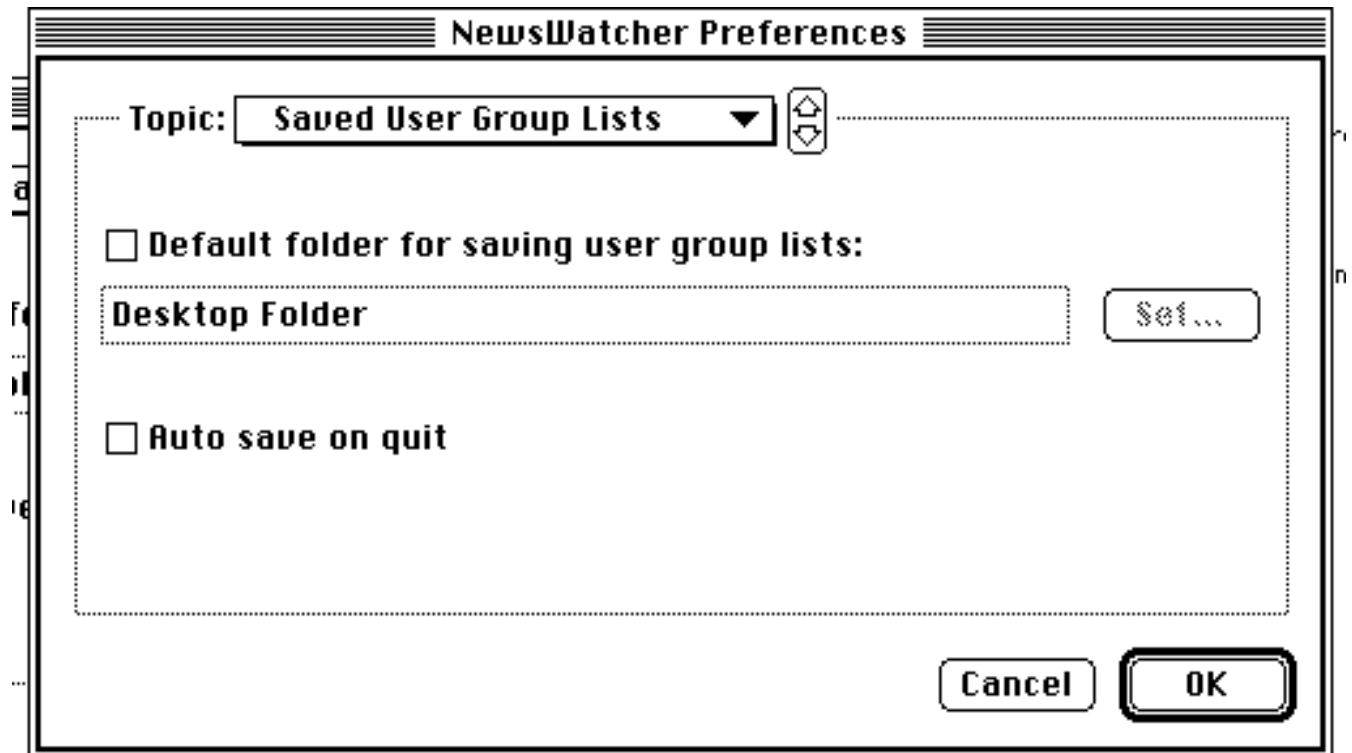 NewsWatcher Preferences
Topic: Saved User Group Lists
Default folder for saving user group lists:
Desktop Folder
Set...
Auto save on quit
Cancel OK